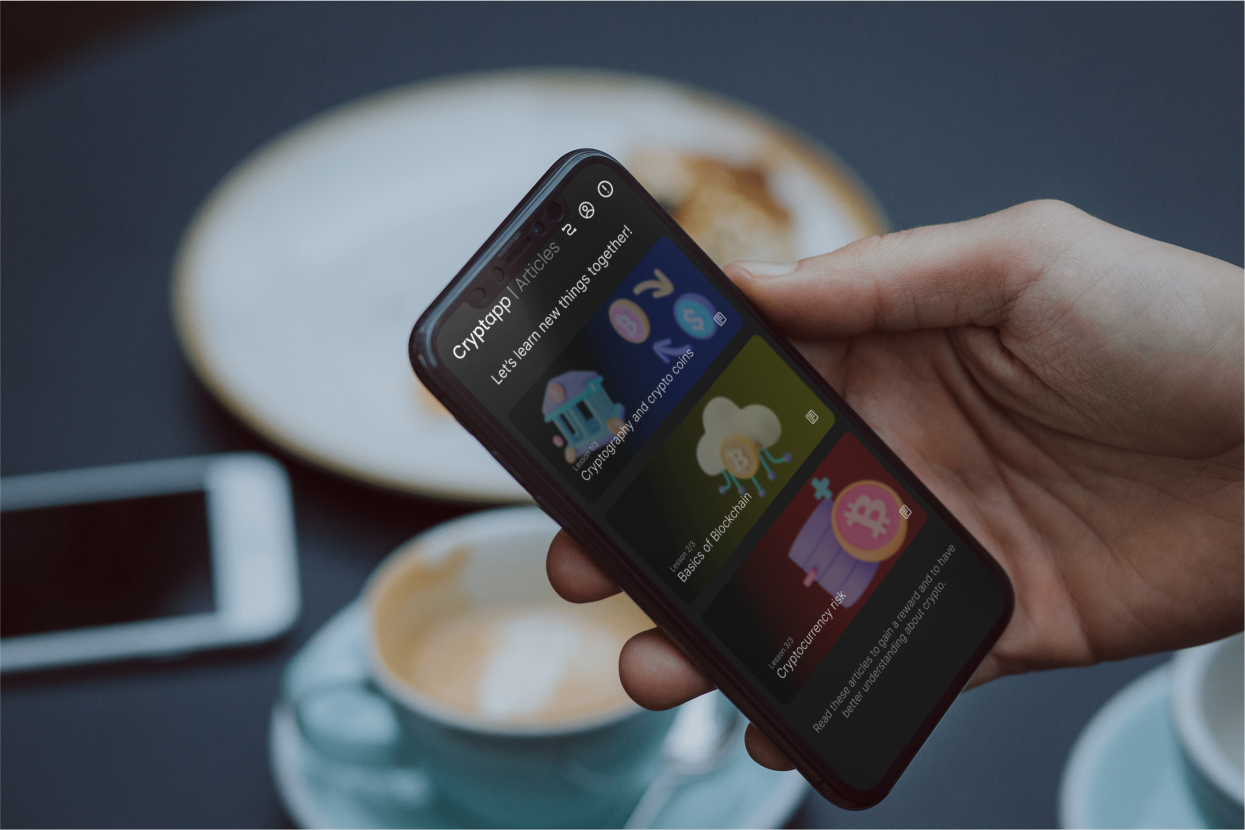 Cryptapp | Articles
Let's learn new things together!
Lesson 1/3
Cryptography and crypto coins
Lesson 2/3
Basics of Blockchain
Lesson 3/3
Cryptocurrency risk
Read these articles to gain a reward and to have
better understanding about crypto.